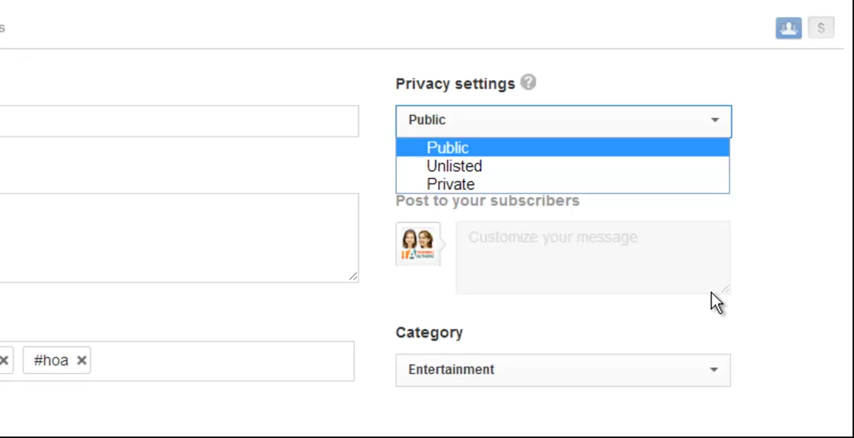 s
$
Privacy settings ?
Public
Public
Unlisted
Private
Post to your subscribers
Customize your message
Category
Entertainment
#hoa